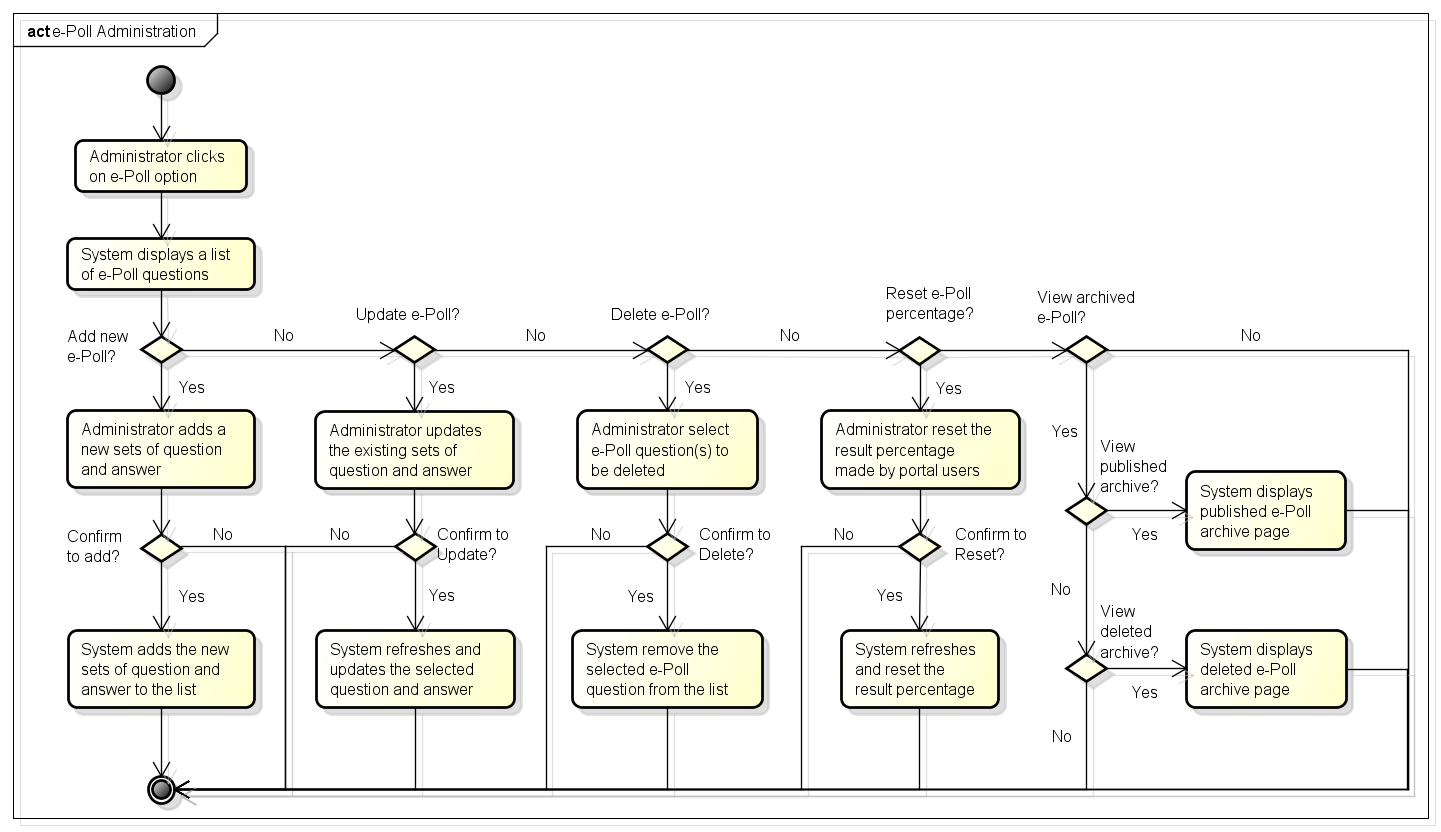 act e-Poll Administration
Administrator clicks
on e-Poll option
System displays a list
of e-Poll questions
Add new
e-Poll?
No
Update e-Poll?
No
Delete e-Poll?
No
Reset e-Poll
percentage?
View archived
e-Poll?
No
Yes
Yes
Yes
Yes
Yes
Administrator adds a
new sets of question
and answer
Administrator updates
the existing sets of
question and answer
Administrator select
e-Poll question(s) to
be deleted
Administrator reset the
result percentage
made by portal users
View
published
archive?
Yes
System displays
published e-Poll
archive page
Confirm
to add?
No
No
Confirm to
Update?
No
Confirm to
Delete?
No
Confirm to
Reset?
Yes
Yes
Yes
Yes
No
View
deleted
archive?
Yes
System adds the new
sets of question and
answer to the list
System refreshes and
updates the selected
question and answer
System remove the
selected e-Poll
question from the list
System refreshes
and reset the
result percentage
System displays
deleted e-Poll
archive page
No